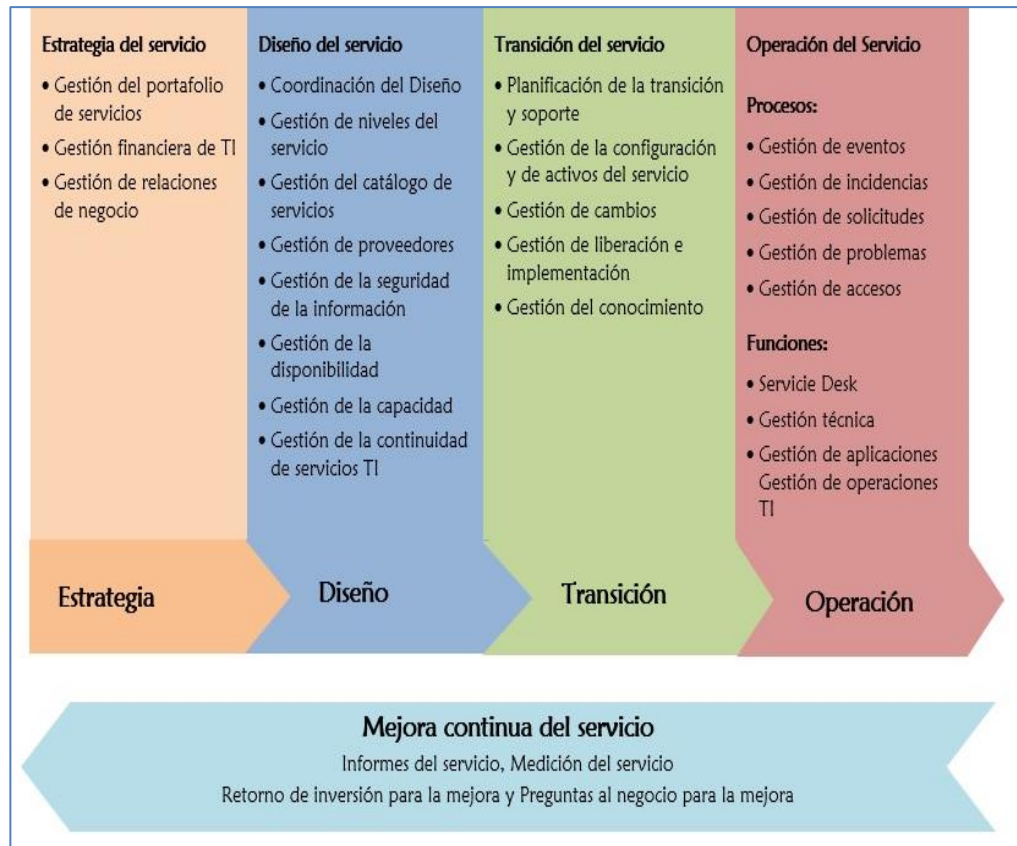 Estrategia del servicio
• Gestión del portafolio
de servicios
• Gestión financiera de TI
• Gestión de relaciones
de negocio
Diseño del servicio
• Coordinación del Diseño
• Gestión de niveles del
servicio
• Gestión del catálogo de
servicios
• Gestión de proveedores
• Gestión de la seguridad
de la información
• Gestión de la
disponibilidad
• Gestión de la capacidad
• Gestión de la continuidad
de servicios TI
Transición del servicio
• Planificación de la transición
y soporte
• Gestión de la configuración
y de activos del servicio
• Gestión de cambios
• Gestión de liberación e
implementación
• Gestión del conocimiento
Operación del Servicio
Procesos:
• Gestión de eventos
• Gestión de incidencias
• Gestión de solicitudes
• Gestión de problemas
• Gestión de accesos
Funciones:
• Servicie Desk
• Gestión técnica
• Gestión de aplicaciones
Gestión de operaciones
TI
Estrategia
Diseño
Transición
Operación
Mejora continua del servicio
Informes del servicio, Medición del servicio
Retorno de inversión para la mejora y Preguntas al negocio para la mejora